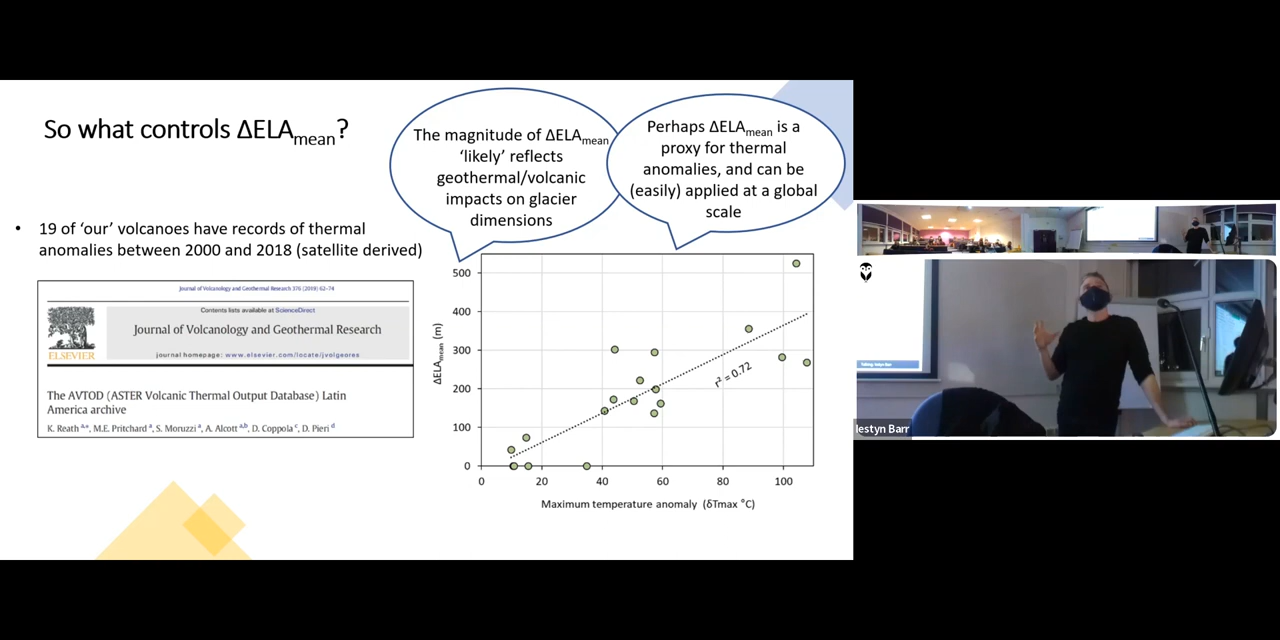 So what controls ΔELAmean?
The magnitude of ΔELAmean
‘likely’ reflects
geothermal/volcanic
impacts on glacier
dimensions
Perhaps ΔELAmean is a
proxy for thermal
anomalies, and can be
(easily) applied at a global
scale
• 19 of ‘our’ volcanoes have records of thermal
anomalies between 2000 and 2018 (satellite derived)
Journal of Volcanology and Geothermal Research 376 (2019) 62–74
Contents lists available at ScienceDirect
Journal of Volcanology and Geothermal Research
journal homepage: www.elsevier.com/locate/jvolgeores
ELSEVIER
The AVTOD (ASTER Volcanic Thermal Output Database) Latin
America archive
K. Reath a,*, M.E. Pritchard a, S. Moruzzi a, A. Alcott a,b, D. Coppola c, D. Pieri d
ΔELAmean (m)
500
400
300
200
100
0
r² = 0.72
0 20 40 60 80 100
Maximum temperature anomaly (δTmax °C)
Iestyn Barr